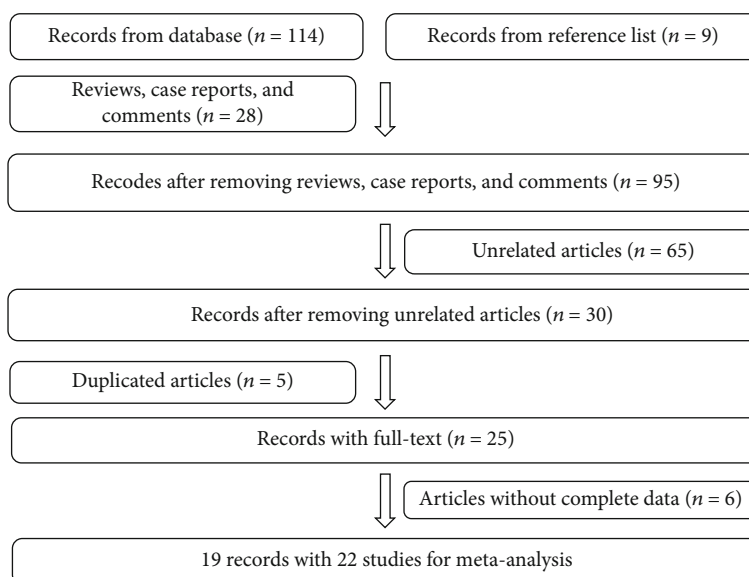 Records from database (n = 114)
Records from reference list (n = 9)
Reviews, case reports, and
comments (n = 28)
Recodes after removing reviews, case reports, and comments (n = 95)
Unrelated articles (n = 65)
Records after removing unrelated articles (n = 30)
Duplicated articles (n = 5)
Records with full-text (n = 25)
Articles without complete data (n = 6)
19 records with 22 studies for meta-analysis